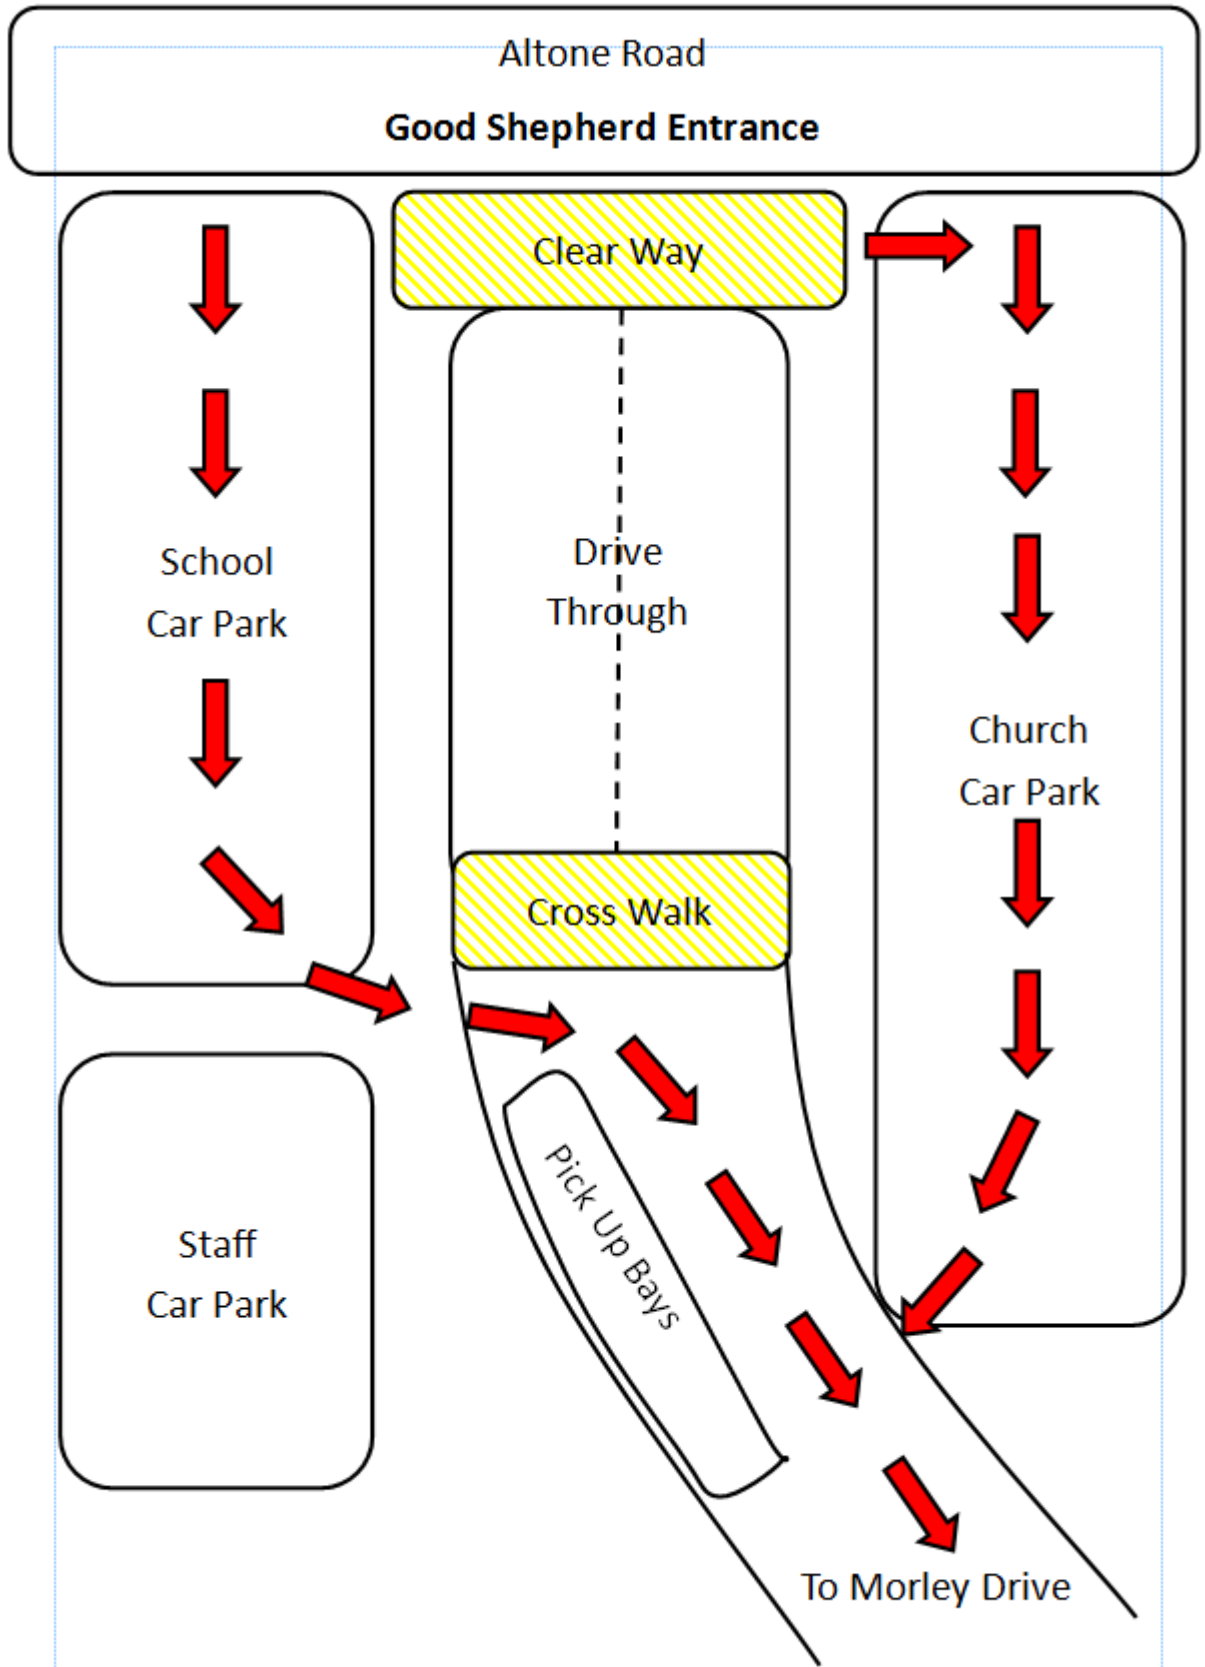 Altone Road
Good Shepherd Entrance
Clear Way
School
Car Park
Drive
Through
Church
Car Park
Cross Walk
Pick Up Bays
Staff
Car Park
To Morley Drive